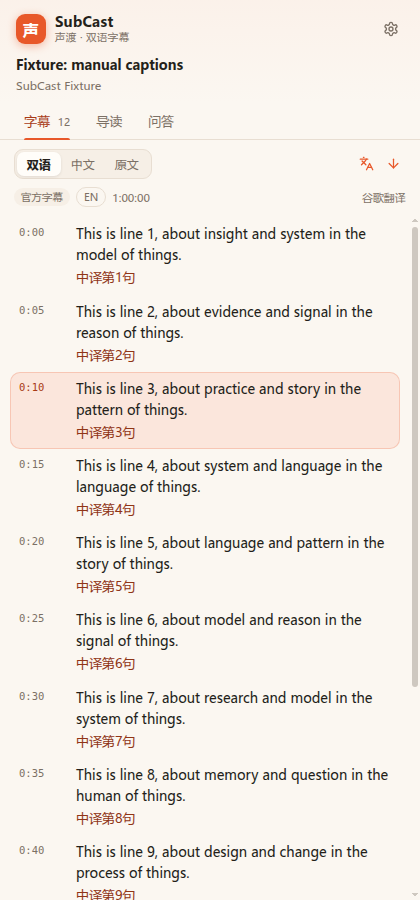 声
SubCast
声渡 · 双语字幕
Fixture: manual captions
SubCast Fixture
字幕 12 导读 问答
双语 中文 原文
官方字幕 EN 1:00:00 谷歌翻译
0:00 This is line 1, about insight and system in the
model of things.
中译第1句
0:05 This is line 2, about evidence and signal in the
reason of things.
中译第2句
0:10 This is line 3, about practice and story in the
pattern of things.
中译第3句
0:15 This is line 4, about system and language in the
language of things.
中译第4句
0:20 This is line 5, about language and pattern in the
story of things.
中译第5句
0:25 This is line 6, about model and reason in the
signal of things.
中译第6句
0:30 This is line 7, about research and model in the
system of things.
中译第7句
0:35 This is line 8, about memory and question in the
human of things.
中译第8句
0:40 This is line 9, about design and change in the
process of things.
中译第9句